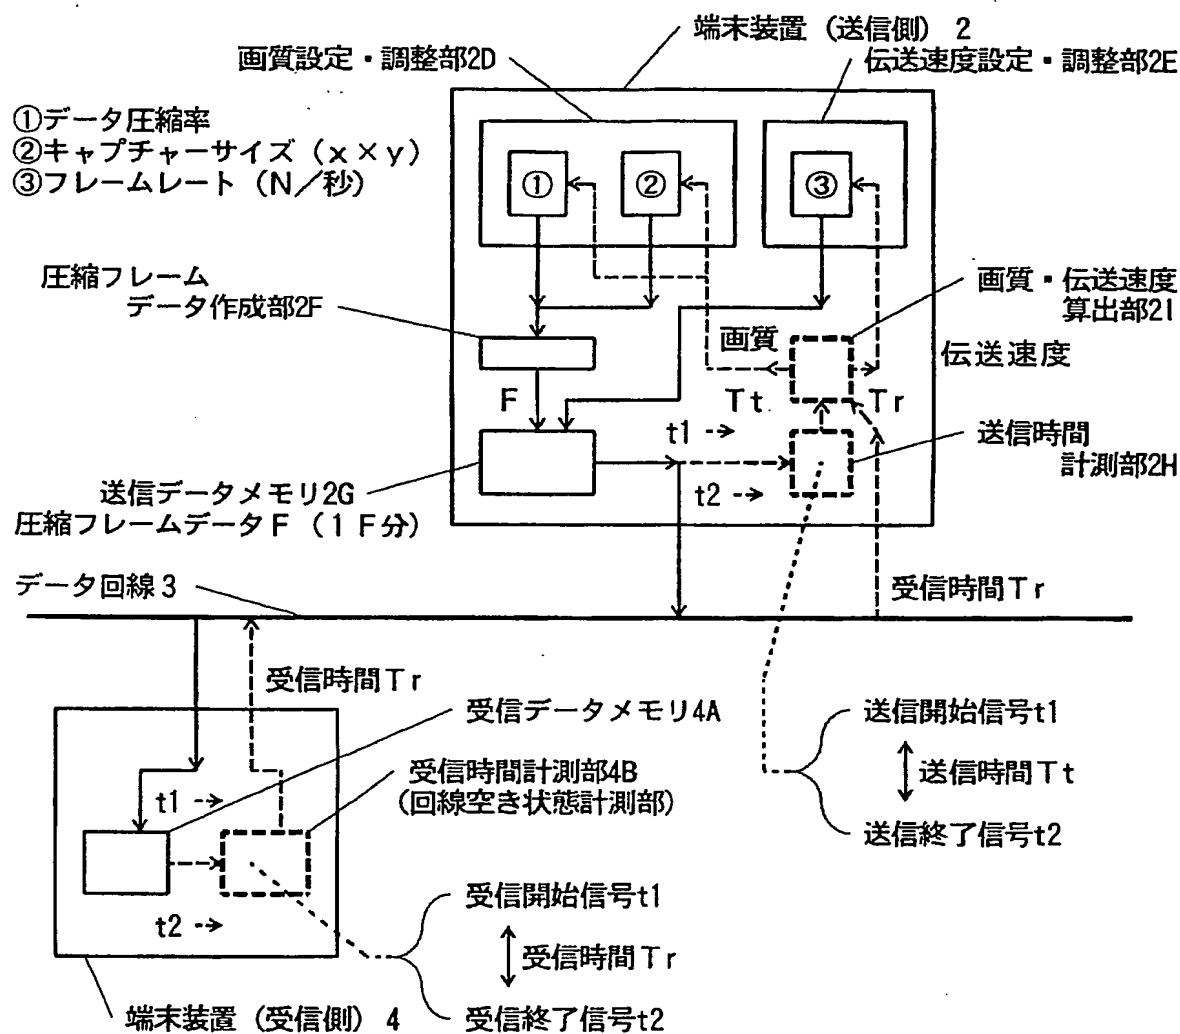 端末装置（送信側）２
画質設定・調整部2D
伝送速度設定・調整部2E
①データ圧縮率
②キャプチャーサイズ（ｘ×ｙ）
③フレームレート（Ｎ／秒）
①
②
③
圧縮フレーム
データ作成部2F
画質・伝送速度
算出部2I
画質
伝送速度
F
Ｔｔ
Ｔｒ
t1
送信時間
計測部2H
t2
送信データメモリ2G
圧縮フレームデータＦ（１Ｆ分）
データ回線３
受信時間Ｔｒ
受信時間Ｔｒ
受信データメモリ4A
送信開始信号t1
受信時間計測部4B
（回線空き状態計測部）
送信時間Ｔｔ
t1
送信終了信号t2
t2
受信開始信号t1
受信時間Ｔｒ
端末装置（受信側）４
受信終了信号t2